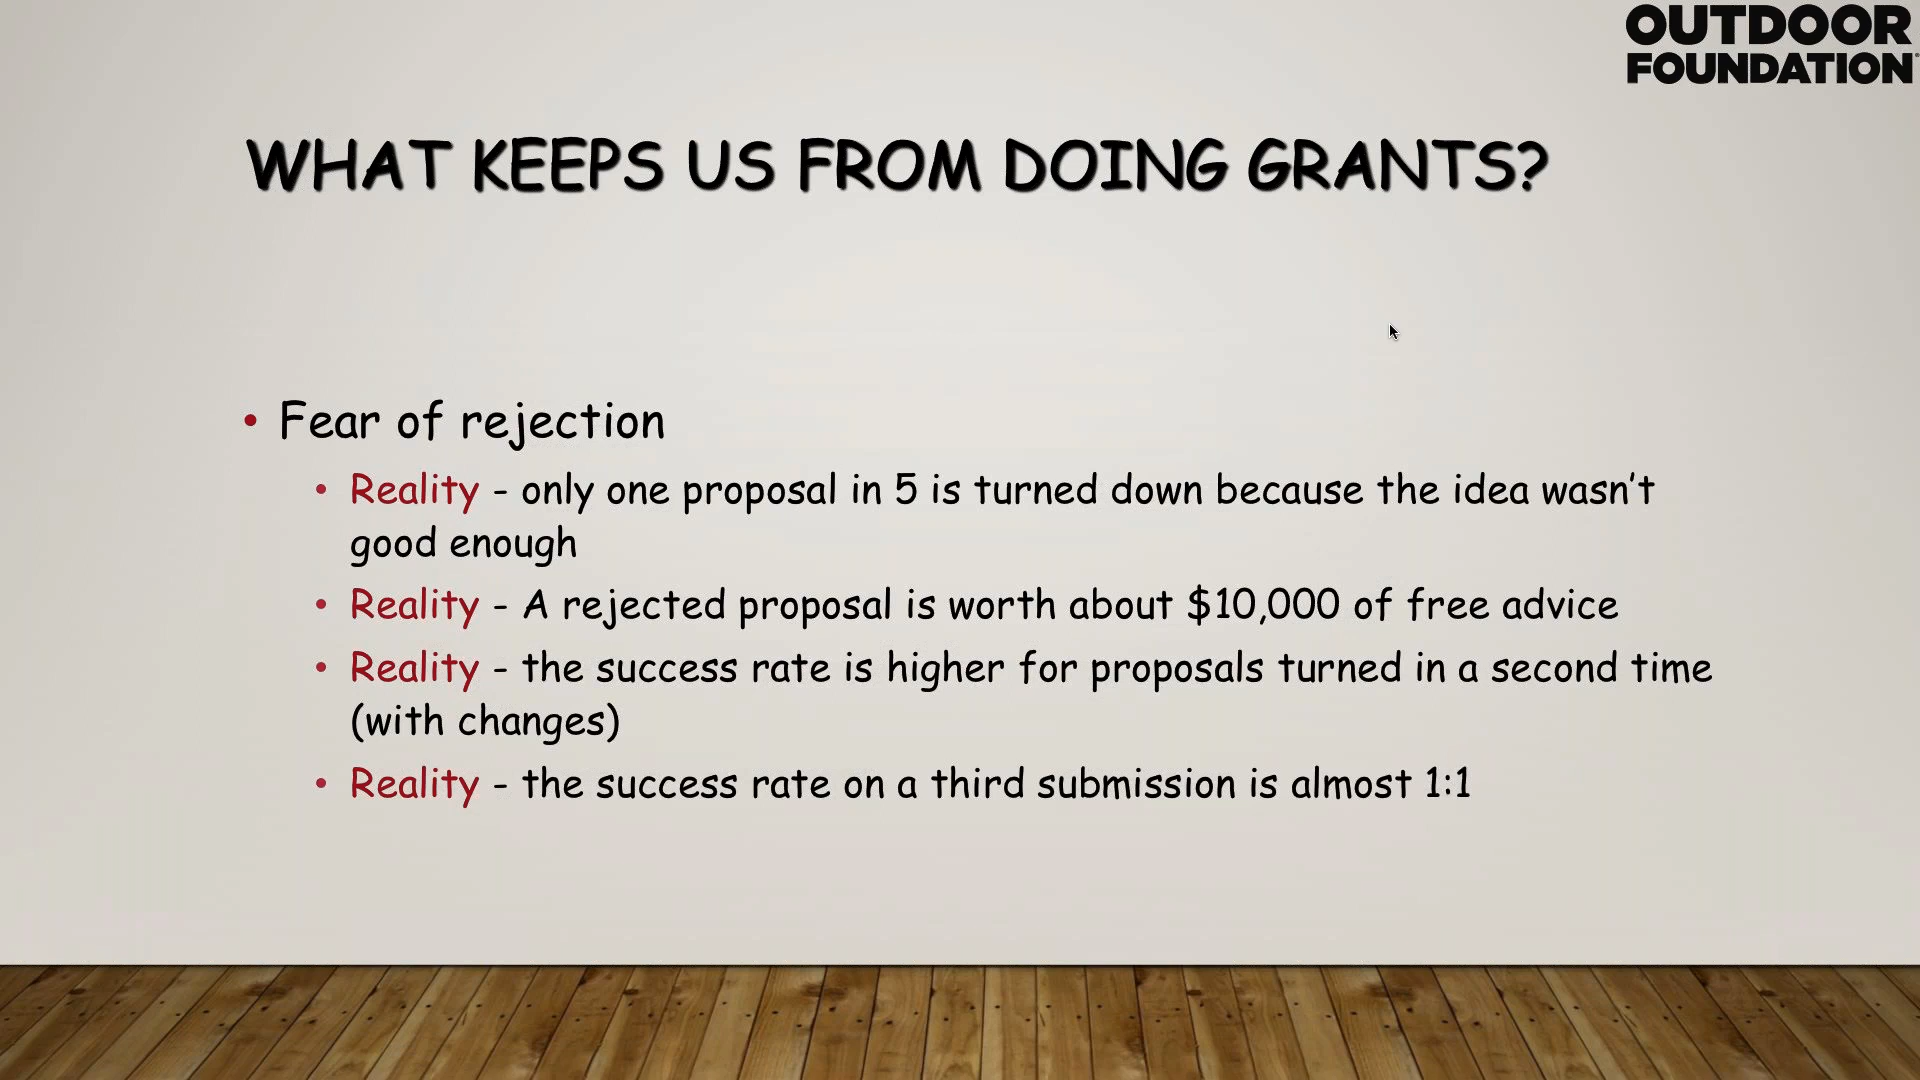 OUTDOOR
FOUNDATION
WHAT KEEPS US FROM DOING GRANTS?
• Fear of rejection
• Reality - only one proposal in 5 is turned down because the idea wasn't
good enough
• Reality - A rejected proposal is worth about $10,000 of free advice
• Reality - the success rate is higher for proposals turned in a second time
(with changes)
• Reality - the success rate on a third submission is almost 1:1